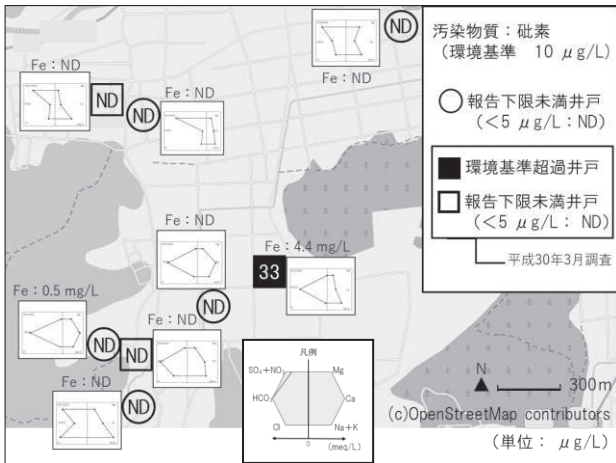 汚染物質：砒素
(環境基準 10 μg/L)
報告下限未満井戸
(<5 μg/L：ND)
環境基準超過井戸
報告下限未満井戸
(<5 μg/L： ND)
平成30年3月調査
ND
Fe：ND
Fe：ND
ND
ND
Fe：ND
Fe：ND
ND
Fe：4.4 mg/L
33
Fe：0.5 mg/L
ND
ND
Fe：ND
Fe：ND
ND
凡例
SO₄+NO₃
Mg
HCO₃
Ca
Cl
Na+K
0
(meq/L)
N
300m
(c)OpenStreetMap contributors
(単位： μg/L)